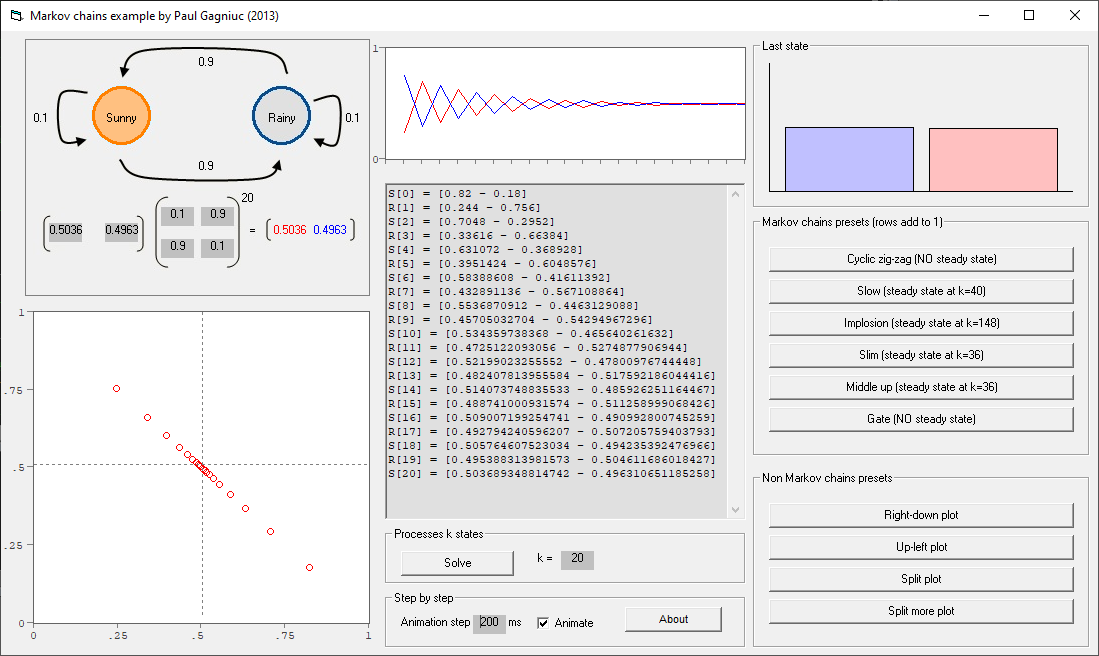 Markov chains example by Paul Gagniuc (2013)
0.9
0.1
Sunny
Rainy
0.1
0.9
20
0.5036 0.4963
0.1 0.9
0.9 0.1
= 0.5036 0.4963
1
.75
.5
.25
0
0 .25 .5 .75 1
1
0
S[0] = [0.82 - 0.18]
R[1] = [0.244 - 0.756]
S[2] = [0.7048 - 0.2952]
R[3] = [0.33616 - 0.66384]
S[4] = [0.631072 - 0.368928]
R[5] = [0.3951424 - 0.6048576]
S[6] = [0.58388608 - 0.41611392]
R[7] = [0.432891136 - 0.567108864]
S[8] = [0.5536870912 - 0.4463129088]
R[9] = [0.45705032704 - 0.54294967296]
S[10] = [0.534359738368 - 0.465640261632]
R[11] = [0.4725122093056 - 0.5274877906944]
S[12] = [0.52199023255552 - 0.47800976744448]
R[13] = [0.482407813955584 - 0.517592186044416]
S[14] = [0.514073748835533 - 0.485926251164467]
R[15] = [0.488741000931574 - 0.511258999068426]
S[16] = [0.509007199254741 - 0.490992800745259]
R[17] = [0.492794240596207 - 0.507205759403793]
S[18] = [0.505764607523034 - 0.494235392476966]
R[19] = [0.495388313981573 - 0.504611686018427]
S[20] = [0.503689348814742 - 0.496310651185258]
Processes k states
Solve
k = 20
Step by step
Animation step 200 ms
Animate
About
Last state
Markov chains presets (rows add to 1)
Cyclic zig-zag (NO steady state)
Slow (steady state at k=40)
Implosion (steady state at k=148)
Slim (steady state at k=36)
Middle up (steady state at k=36)
Gate (NO steady state)
Non Markov chains presets
Right-down plot
Up-left plot
Split plot
Split more plot